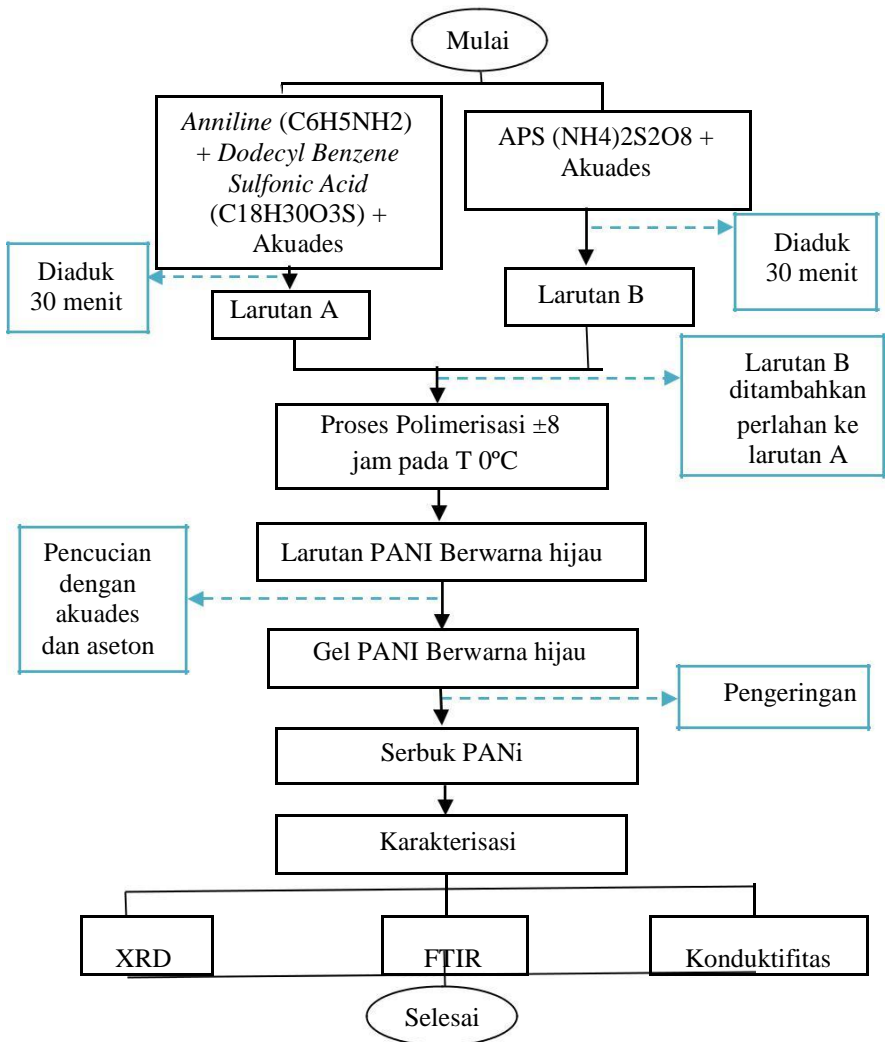 Mulai
Anniline (C6H5NH2)
+ Dodecyl Benzene
Sulfonic Acid
(C18H30O3S) +
Akuades
APS (NH4)2S2O8 +
Akuades
Diaduk
30 menit
Diaduk
30 menit
Larutan A
Larutan B
Larutan B
ditambahkan
perlahan ke
larutan A
Proses Polimerisasi ±8
jam pada T 0ºC
Larutan PANI Berwarna hijau
Pencucian
dengan
akuades
dan aseton
Gel PANI Berwarna hijau
Pengeringan
Serbuk PANi
Karakterisasi
XRD
FTIR
Konduktifitas
Selesai